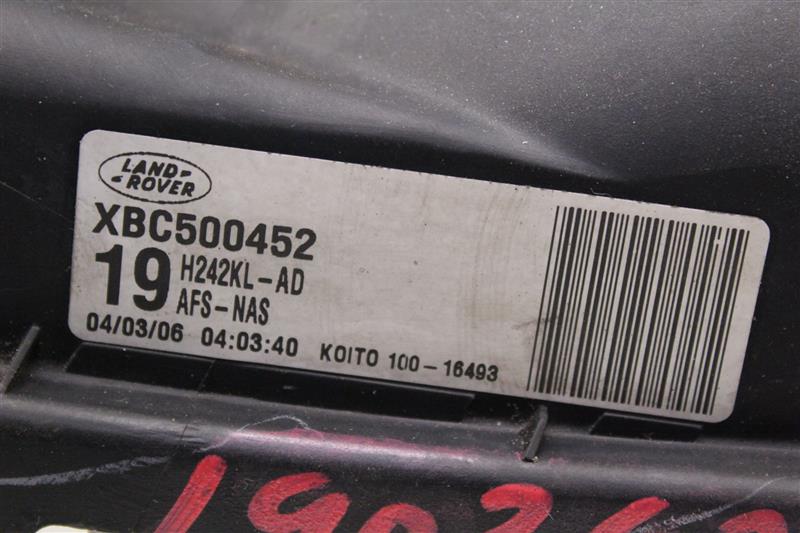 LAND-
-ROVER
XBC500452
19 H242KL-AD
AFS-NAS
04/03/06 04:03:40 KOITO 100-16493